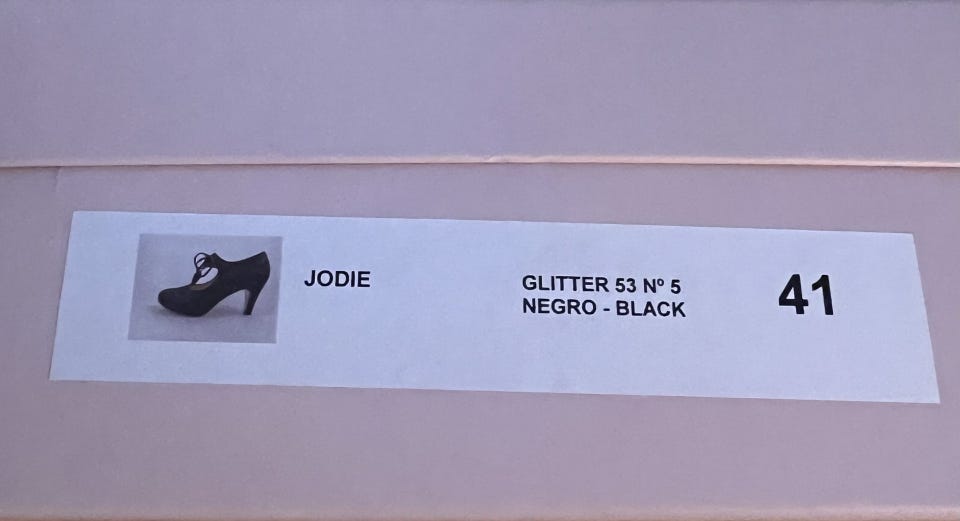 JODIE
GLITTER 53 Nº 5
NEGRO - BLACK
41